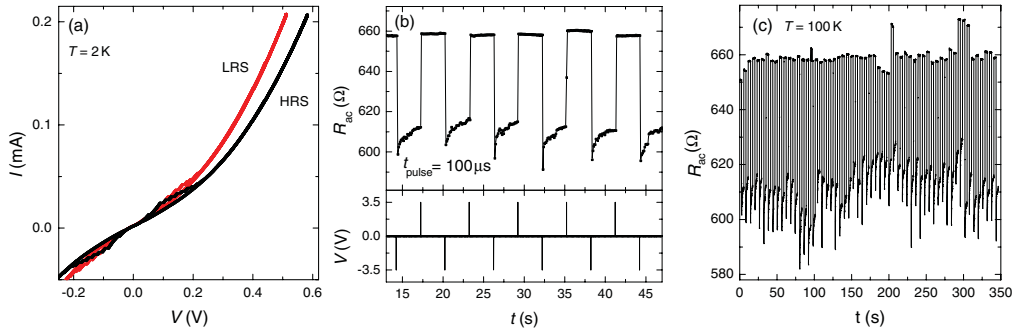 (a)
T = 2 K
LRS
HRS
I (mA)
0.2
0.1
0.0
-0.2 0.0 0.2 0.4 0.6
V (V)
(b)
R_ac (Ω)
660
640
620
600
t_pulse = 100 μs
V (V)
3.5
0.0
-3.5
15 20 25 30 35 40 45
t (s)
(c)
T = 100 K
R_ac (Ω)
660
640
620
600
580
0 50 100 150 200 250 300 350
t (s)